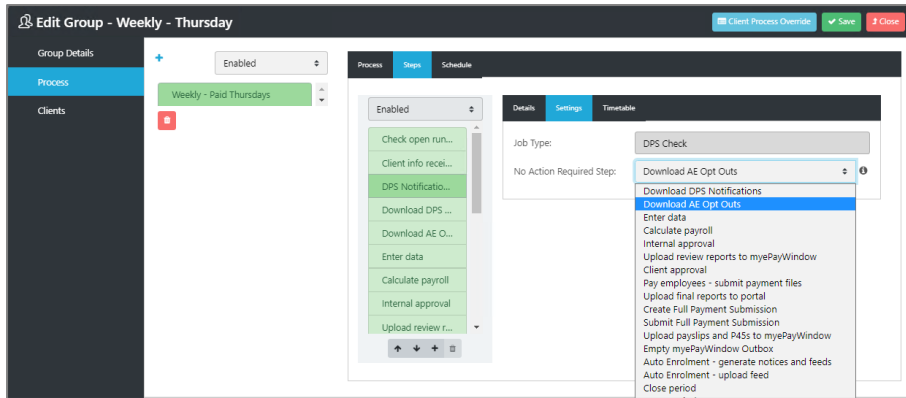 Edit Group - Weekly - Thursday
Client Process Override
Save
Close
Group Details
Process
Clients
Enabled
Weekly - Paid Thursdays
Process
Steps
Schedule
Enabled
Check open run...
Client info recei...
DPS Notificatio...
Download DPS ...
Download AE O...
Enter data
Calculate payroll
Internal approval
Upload review r...
Details
Settings
Timetable
Job Type:
DPS Check
No Action Required Step:
Download AE Opt Outs
Download DPS Notifications
Download AE Opt Outs
Enter data
Calculate payroll
Internal approval
Upload review reports to myePayWindow
Client approval
Pay employees - submit payment files
Upload final reports to portal
Create Full Payment Submission
Submit Full Payment Submission
Upload payslips and P45s to myePayWindow
Empty myePayWindow Outbox
Auto Enrolment - generate notices and feeds
Auto Enrolment - upload feed
Close period